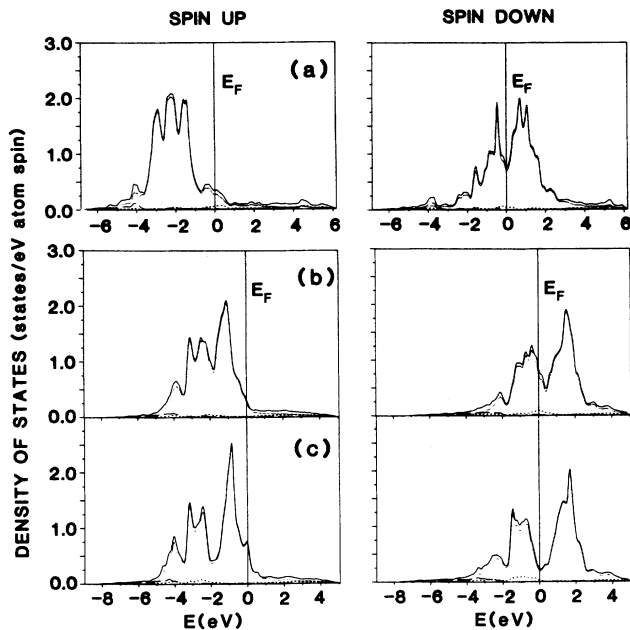 SPIN UP
SPIN DOWN
DENSITY OF STATES (states/eV atom spin)
3.0
2.0
1.0
0.0
(a)
E_F
E_F
-6 -4 -2 0 2 4 6
-6 -4 -2 0 2 4 6
3.0
2.0
1.0
0.0
(b)
E_F
E_F
2.0
1.0
0.0
(c)
-8 -6 -4 -2 0 2 4
-8 -6 -4 -2 0 2 4
E(eV)
E(eV)